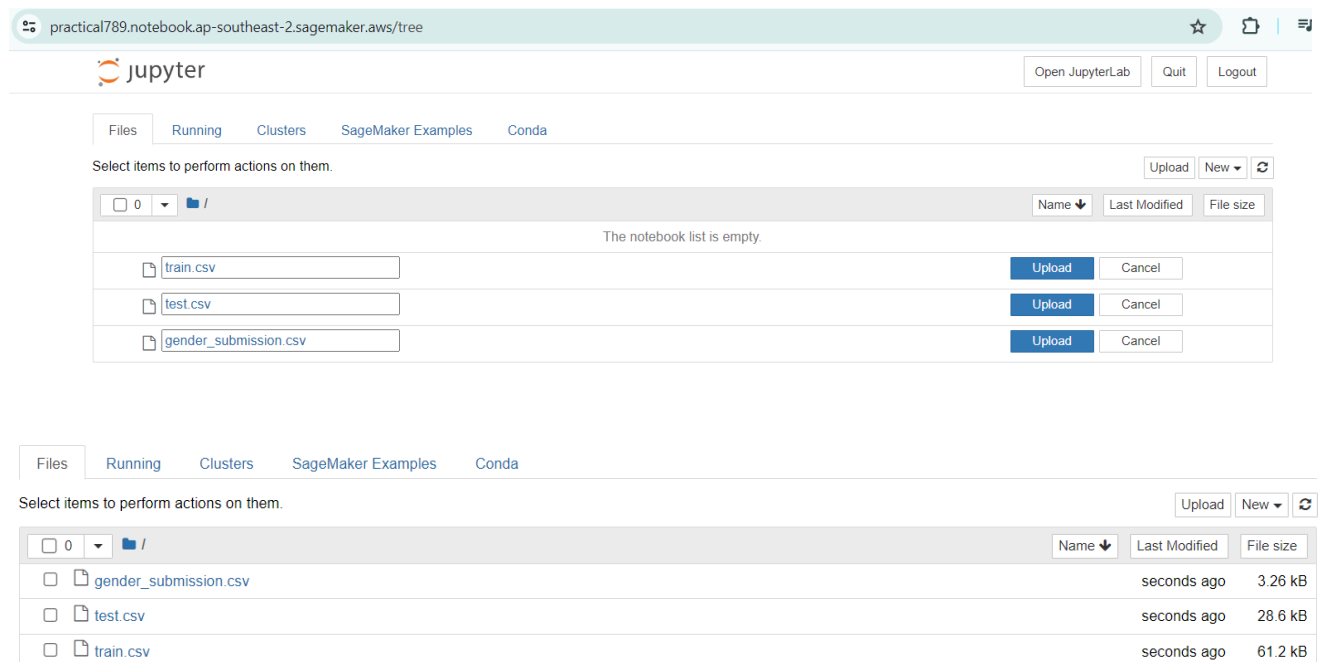 practical789.notebook.ap-southeast-2.sagemaker.aws/tree
jupyter Open JupyterLab Quit Logout
Files Running Clusters SageMaker Examples Conda
Select items to perform actions on them. Upload New
0 / Name Last Modified File size
The notebook list is empty.
train.csv Upload Cancel
test.csv Upload Cancel
gender_submission.csv Upload Cancel
Files Running Clusters SageMaker Examples Conda
Select items to perform actions on them. Upload New
0 / Name Last Modified File size
gender_submission.csv seconds ago 3.26 kB
test.csv seconds ago 28.6 kB
train.csv seconds ago 61.2 kB